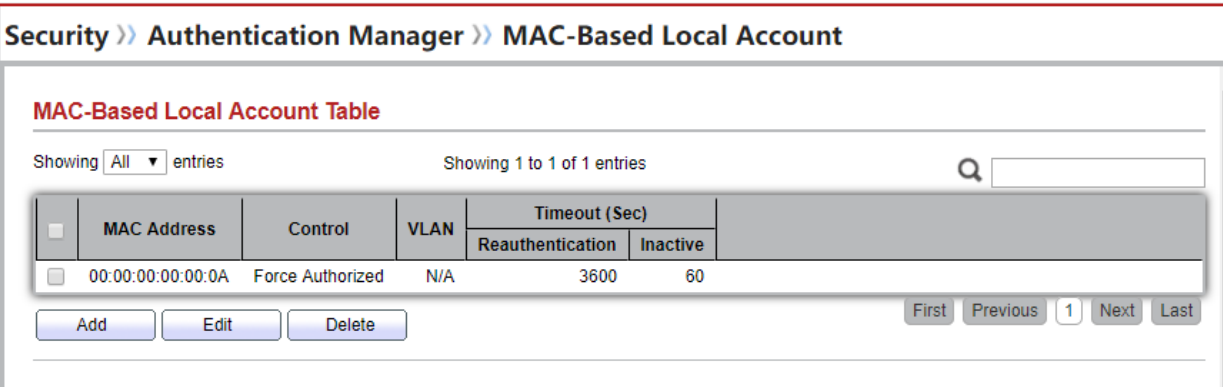 Security » Authentication Manager » MAC-Based Local Account
MAC-Based Local Account Table
Showing All ▼ entries Showing 1 to 1 of 1 entries
MAC Address Control VLAN Timeout (Sec)
Reauthentication Inactive
00:00:00:00:00:0A Force Authorized N/A 3600 60
Add Edit Delete First Previous 1 Next Last